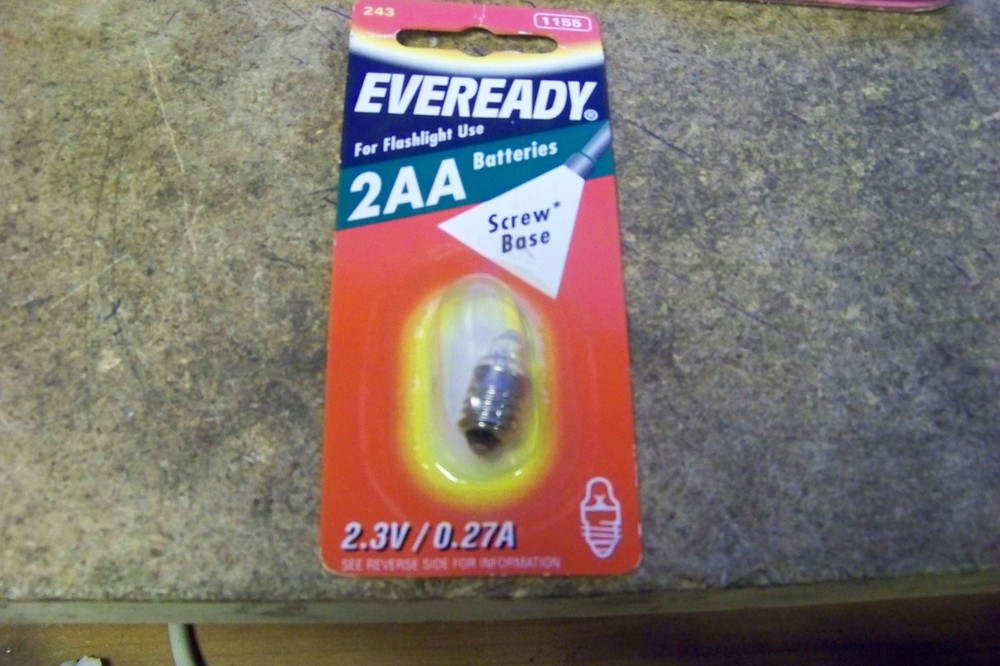 243
1155
EVEREADY®
For Flashlight Use
2AA Batteries
Screw*
Base
2.3V / 0.27A
SEE REVERSE SIDE FOR INFORMATION